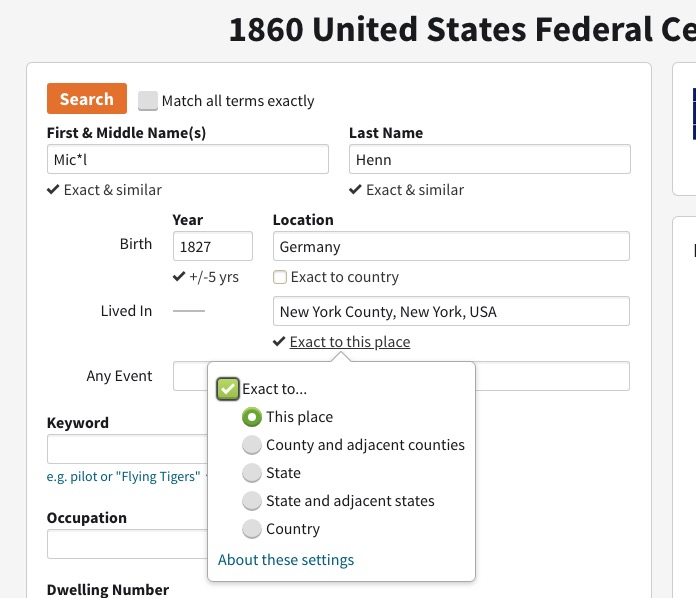 1860 United States Federal Ce
Search
Match all terms exactly
First & Middle Name(s)
Last Name
Mic*l
Henn
Exact & similar
Exact & similar
Year
Location
Birth
1827
Germany
+/-5 yrs
Exact to country
Lived In
New York County, New York, USA
Exact to this place
Any Event
Exact to...
This place
Keyword
County and adjacent counties
State
e.g. pilot or "Flying Tigers"
State and adjacent states
Occupation
Country
About these settings
Dwelling Number